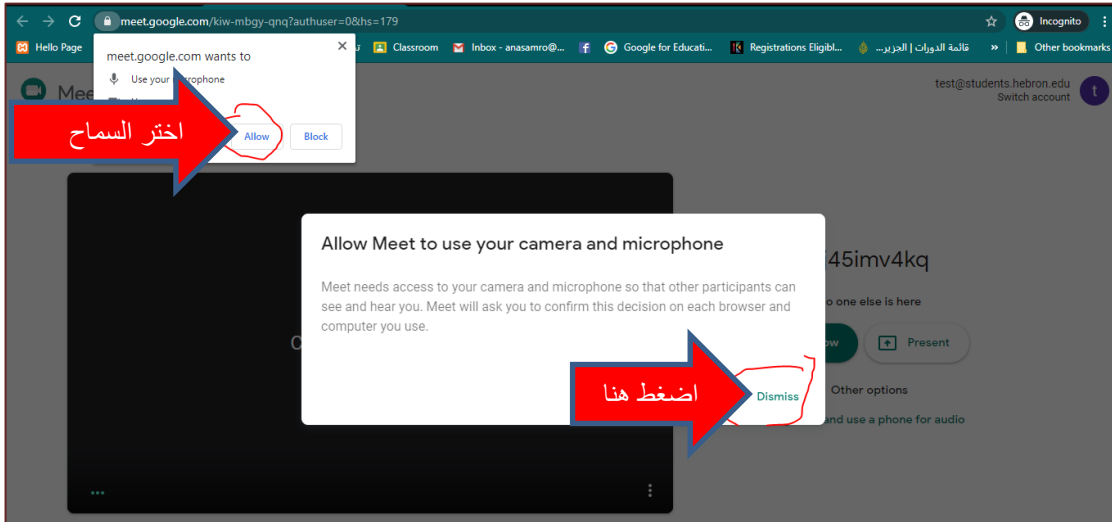 meet.google.com/kiw-mbgy-qnq?authuser=0&hs=179
Incognito
Hello Page
Classroom
Inbox - anasamro@...
Google for Educati...
Registrations Eligibl...
قائمة الدورات | الجزير...
»
Other bookmarks
meet.google.com wants to
Use your microphone
Allow
Block
اختر السماح
test@students.hebron.edu
Switch account
t
Allow Meet to use your camera and microphone
Meet needs access to your camera and microphone so that other participants can
see and hear you. Meet will ask you to confirm this decision on each browser and
computer you use.
اضغط هنا
Dismiss
45imv4kq
one else is here
Present
Other options
and use a phone for audio